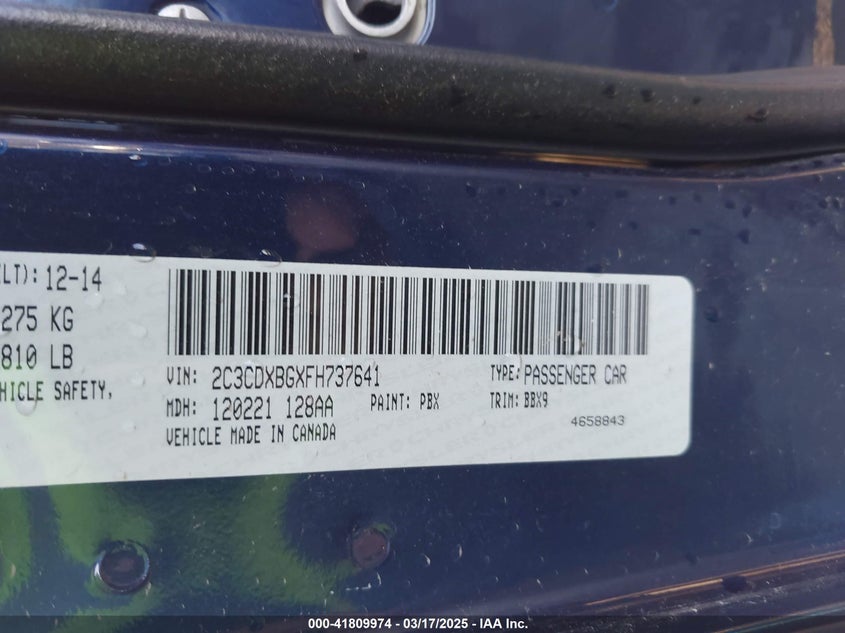 LT): 12-14
275 KG
810 LB
HICLE SAFETY,
VIN: 2C3CDXBGXFH737641
TYPE: PASSENGER CAR
MDH: 120221 128AA
PAINT: PBX
TRIM: BBX9
VEHICLE MADE IN CANADA
4658843
000-41809974 / 03/17/2025 - IAA Inc.